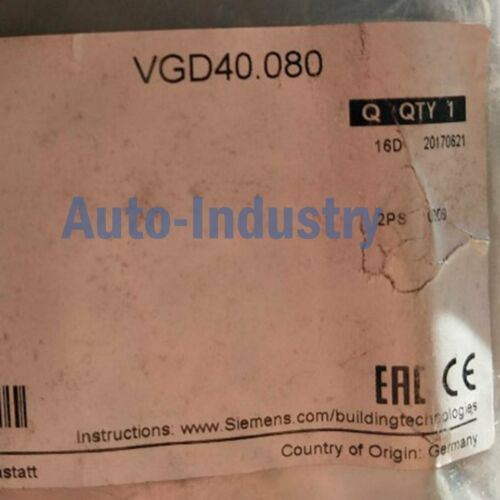 VGD40.080
Q QTY 1
16D 20170621
Auto-Industry
2PS
EAC CE
Instructions: www.Siemens.com/buildingtechnologies
Country of Origin: Germany